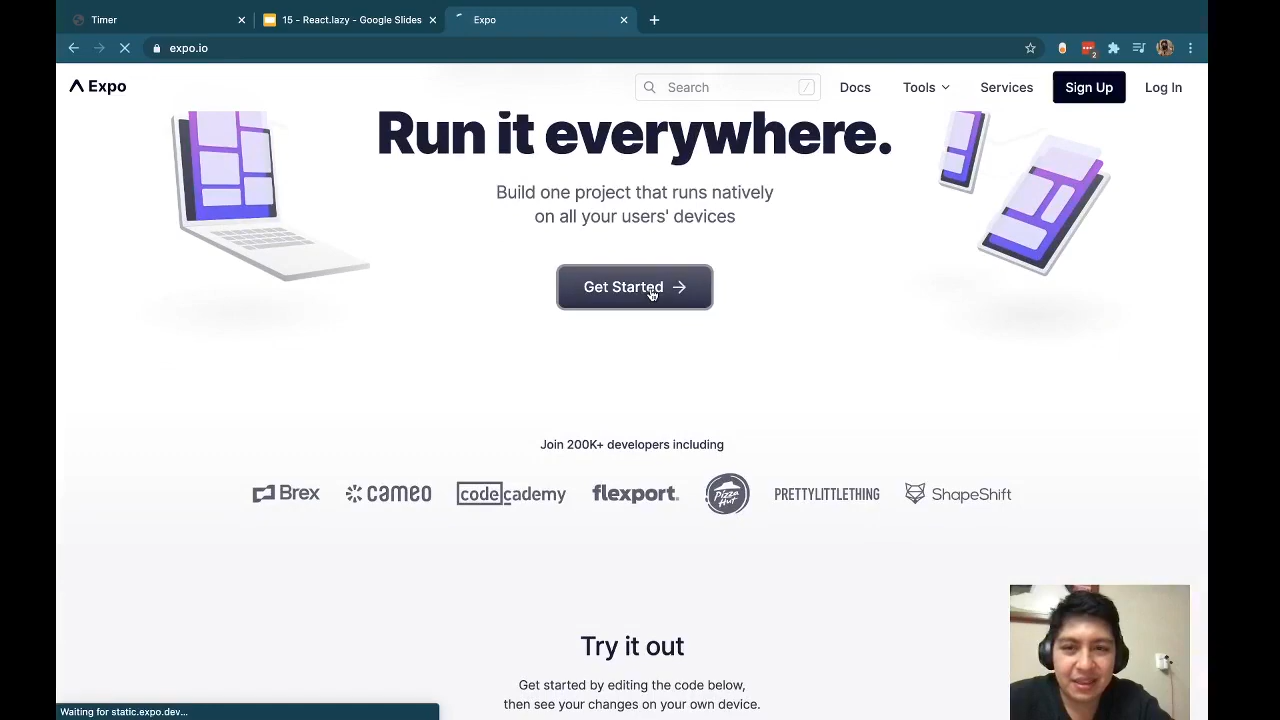 Timer
15 - React.lazy - Google Slides
Expo
expo.io
2
Expo
Search
/
Docs
Tools
Services
Sign Up
Log In
Run it everywhere.
Build one project that runs natively
on all your users' devices
Get Started
Join 200K+ developers including
Brex
CAMEO
codecademy
flexport.
Pizza Hut
PRETTYLITTLETHING
ShapeShift
Try it out
Get started by editing the code below,
then see your changes on your own device.
Waiting for static.expo.dev...